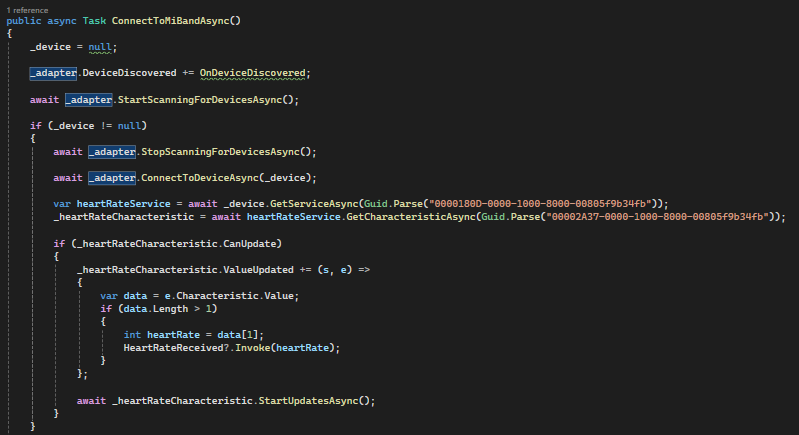 1 reference
public async Task ConnectToMiBandAsync()
{
    _device = null;

    _adapter.DeviceDiscovered += OnDeviceDiscovered;

    await _adapter.StartScanningForDevicesAsync();

    if (_device != null)
    {
        await _adapter.StopScanningForDevicesAsync();

        await _adapter.ConnectToDeviceAsync(_device);

        var heartRateService = await _device.GetServiceAsync(Guid.Parse("0000180D-0000-1000-8000-00805f9b34fb"));
        _heartRateCharacteristic = await heartRateService.GetCharacteristicAsync(Guid.Parse("00002A37-0000-1000-8000-00805f9b34fb"));

        if (_heartRateCharacteristic.CanUpdate)
        {
            _heartRateCharacteristic.ValueUpdated += (s, e) =>
            {
                var data = e.Characteristic.Value;
                if (data.Length > 1)
                {
                    int heartRate = data[1];
                    HeartRateReceived?.Invoke(heartRate);
                }
            };

            await _heartRateCharacteristic.StartUpdatesAsync();
        }
    }